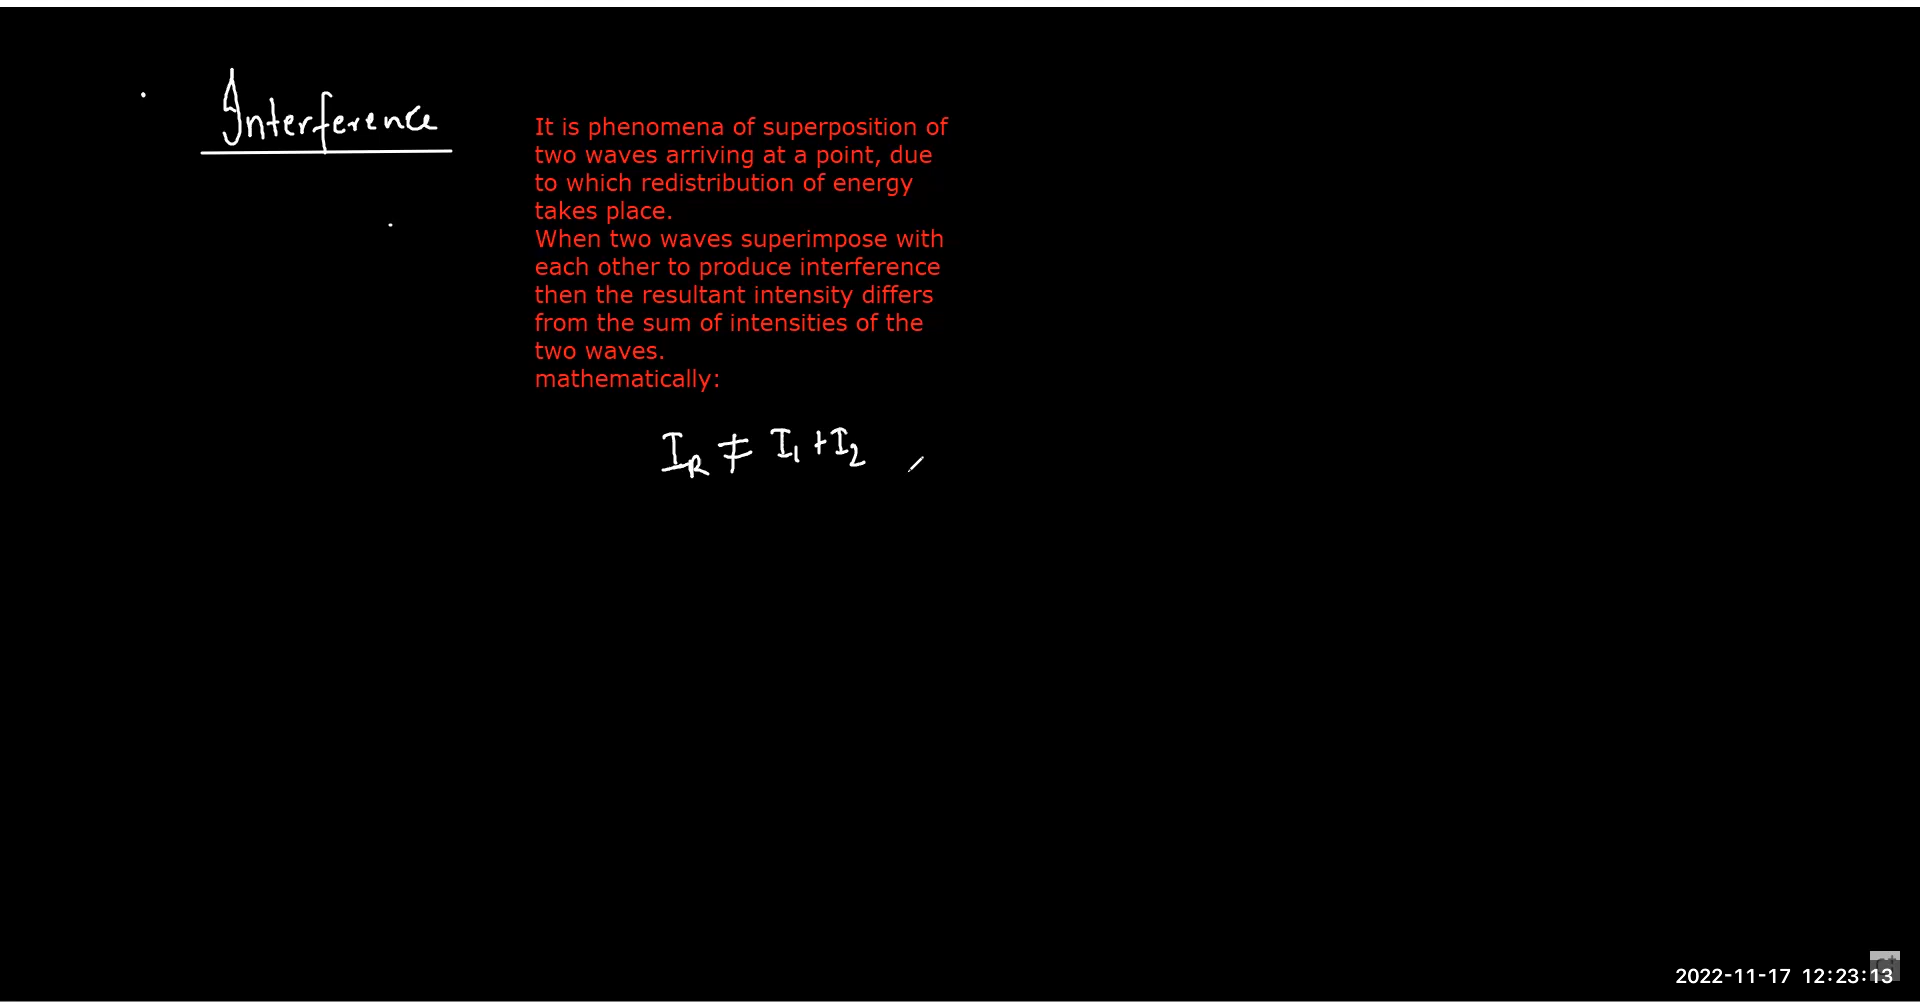 Interference
It is phenomena of superposition of
two waves arriving at a point, due
to which redistribution of energy
takes place.
When two waves superimpose with
each other to produce interference
then the resultant intensity differs
from the sum of intensities of the
two waves.
mathematically:
I_R ≠ I_1 + I_2
2022-11-17 12:23:13